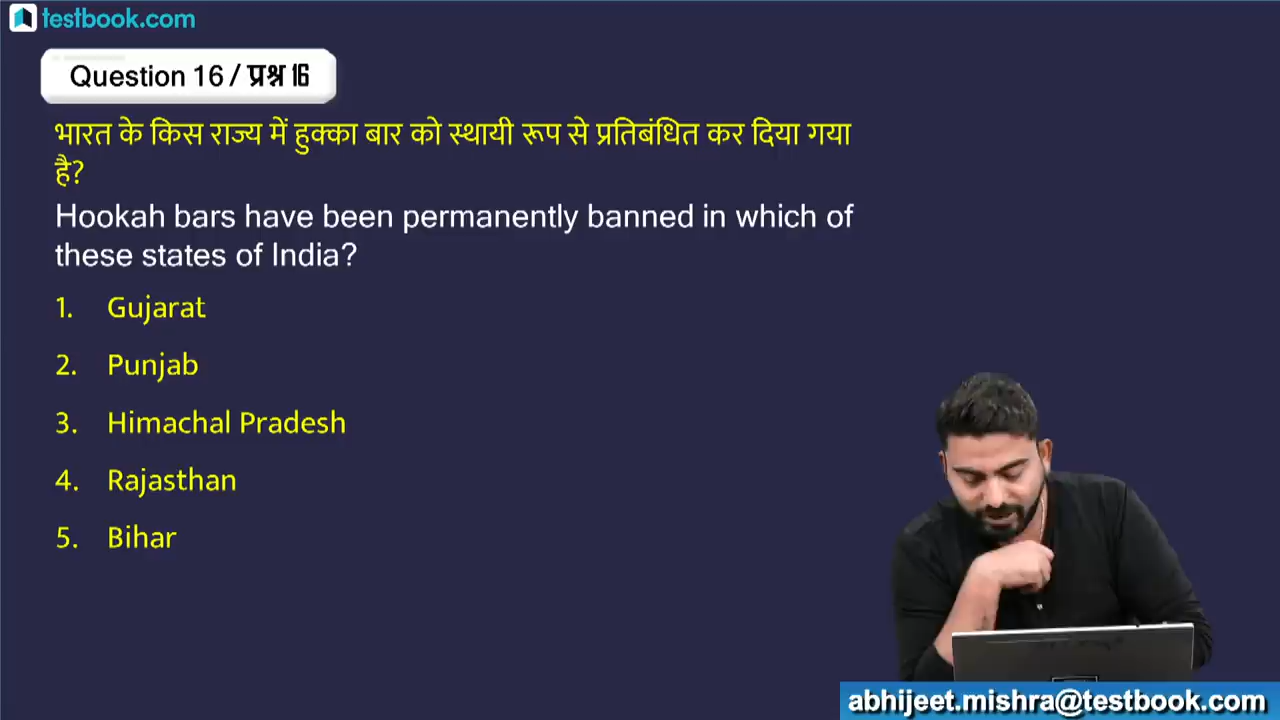 testbook.com
Question 16 / प्रश्न 16
भारत के किस राज्य में हुक्का बार को स्थायी रूप से प्रतिबंधित कर दिया गया
है?
Hookah bars have been permanently banned in which of
these states of India?
1. Gujarat
2. Punjab
3. Himachal Pradesh
4. Rajasthan
5. Bihar
abhijeet.mishra@testbook.com